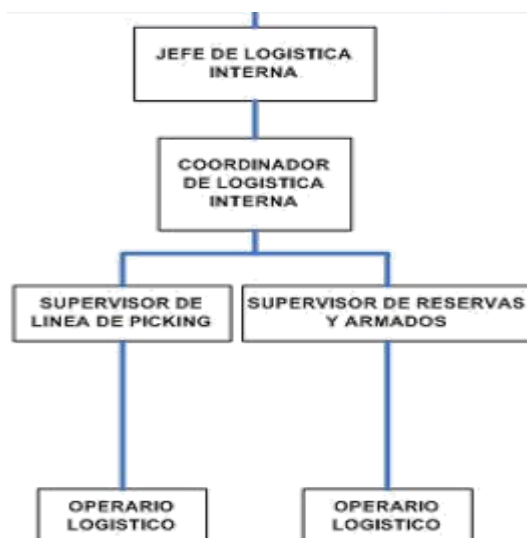 JEFE DE LOGISTICA
INTERNA
COORDINADOR
DE LOGISTICA
INTERNA
SUPERVISOR DE
LINEA DE PICKING
SUPERVISOR DE RESERVAS
Y ARMADOS
OPERARIO
LOGISTICO
OPERARIO
LOGISTICO